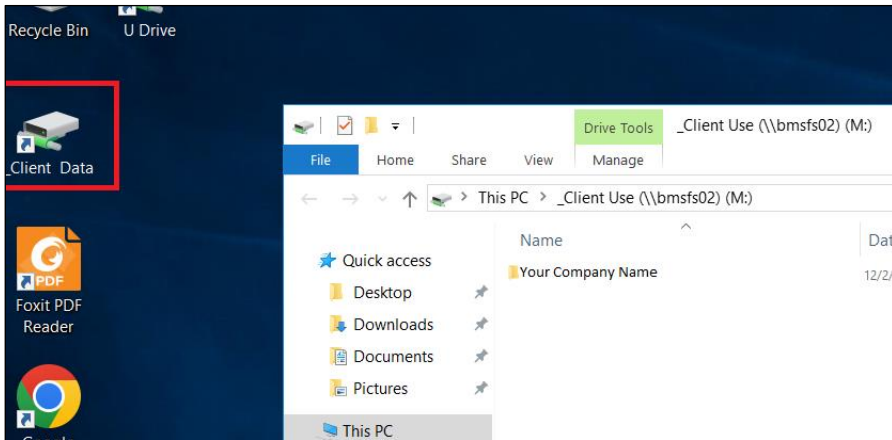 Recycle Bin
U Drive
_Client Data
PDF
Foxit PDF
Reader
Drive Tools
_Client Use (\\bmsfs02) (M:)
File
Home
Share
View
Manage
This PC > _Client Use (\\bmsfs02) (M:)
Name
Dat
Quick access
Your Company Name
12/2/
Desktop
Downloads
Documents
Pictures
This PC